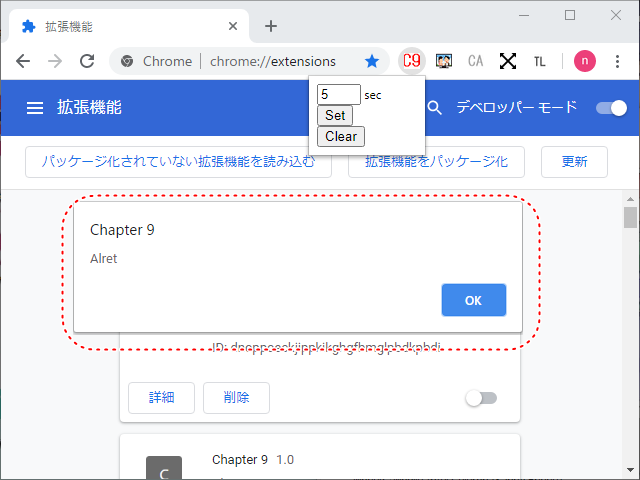 拡張機能
Chrome
chrome://extensions
C9
CA
TL
n
5 sec
Set
Clear
拡張機能
デベロッパー モード
パッケージ化されていない拡張機能を読み込む
拡張機能をパッケージ化
更新
Chapter 9
Alret
OK
詳細
削除
C
Chapter 9 1.0